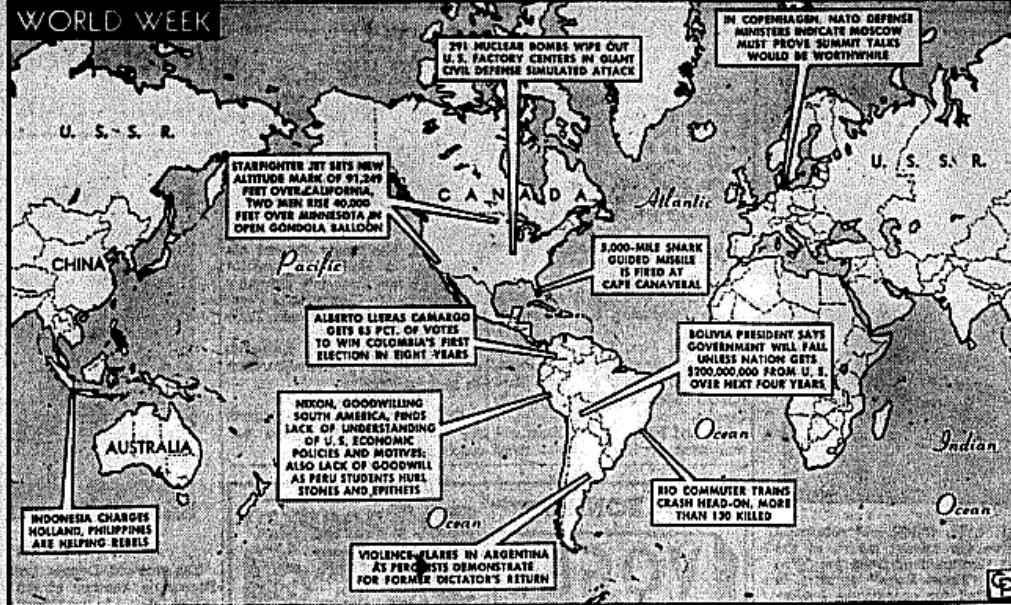 WORLD WEEK
IN COPENHAGEN, NATO DEFENSE
MINISTERS INDICATE MOSCOW
MUST PROVE SUMMIT TALKS
WOULD BE WORTHWHILE
291 NUCLEAR BOMBS WIPE OUT
U.S. FACTORY CENTERS IN GIANT
CIVIL DEFENSE SIMULATED ATTACK
U. S. S. R.
U. S. S. R.
STARFIGHTER JET SETS NEW
ALTITUDE MARK OF 91,249
FEET OVER CALIFORNIA,
TWO MEN RISE 40,000
FEET OVER MINNESOTA IN
OPEN GONDOLA BALLOON
CANADA
Atlantic
CHINA
Pacific
5,000-MILE SNARK
GUIDED MISSILE
IS FIRED AT
CAPE CANAVERAL
ALBERTO LLERAS CAMARGO
GETS 85 PCT. OF VOTES
TO WIN COLOMBIA'S FIRST
ELECTION IN EIGHT YEARS
BOLIVIA PRESIDENT SAYS
GOVERNMENT WILL FALL
UNLESS NATION GETS
$200,000,000 FROM U. S.
OVER NEXT FOUR YEARS
NIXON, GOODWILLING
SOUTH AMERICA, FINDS
LACK OF UNDERSTANDING
OF U.S. ECONOMIC
POLICIES AND MOTIVES;
ALSO LACK OF GOODWILL
AS PERU STUDENTS HURL
STONES AND EPITHETS
AUSTRALIA
Ocean
Indian
RIO COMMUTER TRAINS
CRASH HEAD-ON, MORE
THAN 130 KILLED
INDONESIA CHARGES
HOLLAND, PHILIPPINES
ARE HELPING REBELS
Ocean
Ocean
VIOLENCE FLARES IN ARGENTINA
AS PERONISTS DEMONSTRATE
FOR FORMER DICTATOR'S RETURN
CP